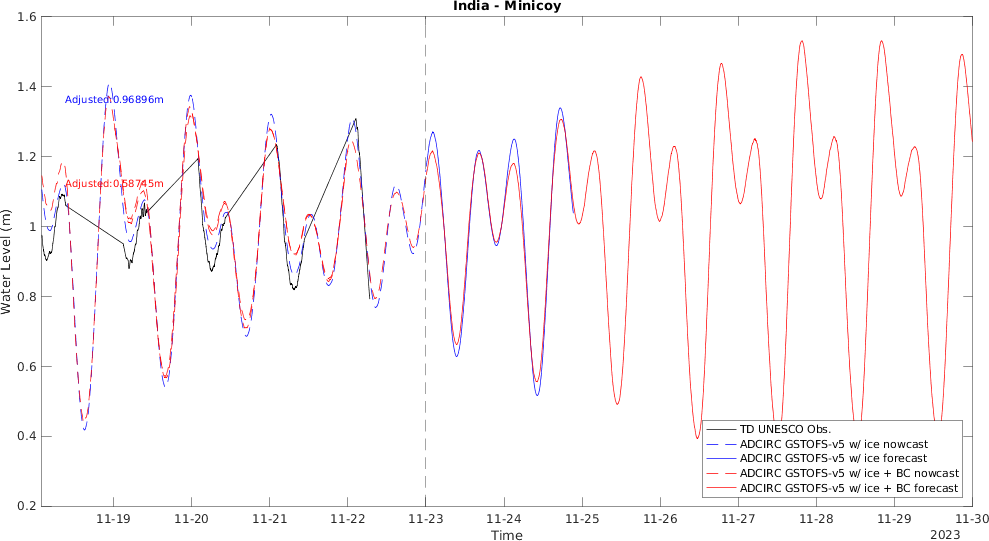 India - Minicoy
1.6
1.4
1.2
1
0.8
0.6
0.4
0.2
Water Level (m)
Adjusted:0.96896m
Adjusted:0.58745m
TD UNESCO Obs.
ADCIRC GSTOFS-v5 w/ ice nowcast
ADCIRC GSTOFS-v5 w/ ice forecast
ADCIRC GSTOFS-v5 w/ ice + BC nowcast
ADCIRC GSTOFS-v5 w/ ice + BC forecast
11-19 11-20 11-21 11-22 11-23 11-24 11-25 11-26 11-27 11-28 11-29 11-30
Time
2023